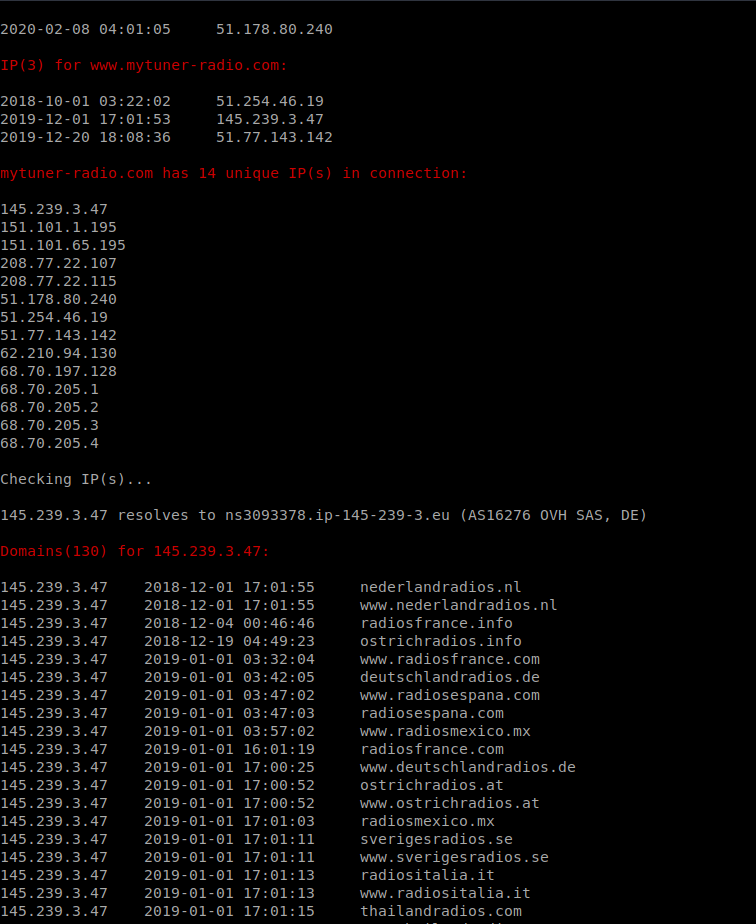 2020-02-08 04:01:05     51.178.80.240
IP(3) for www.mytuner-radio.com:
2018-10-01 03:22:02     51.254.46.19
2019-12-01 17:01:53     145.239.3.47
2019-12-20 18:08:36     51.77.143.142
mytuner-radio.com has 14 unique IP(s) in connection:
145.239.3.47
151.101.1.195
151.101.65.195
208.77.22.107
208.77.22.115
51.178.80.240
51.254.46.19
51.77.143.142
62.210.94.130
68.70.197.128
68.70.205.1
68.70.205.2
68.70.205.3
68.70.205.4
Checking IP(s)...
145.239.3.47 resolves to ns3093378.ip-145-239-3.eu (AS16276 OVH SAS, DE)
Domains(130) for 145.239.3.47:
145.239.3.47    2018-12-01 17:01:55     nederlandradios.nl
145.239.3.47    2018-12-01 17:01:55     www.nederlandradios.nl
145.239.3.47    2018-12-04 00:46:46     radiosfrance.info
145.239.3.47    2018-12-19 04:49:23     ostrichradios.info
145.239.3.47    2019-01-01 03:32:04     www.radiosfrance.com
145.239.3.47    2019-01-01 03:42:05     deutschlandradios.de
145.239.3.47    2019-01-01 03:47:02     www.radiosespana.com
145.239.3.47    2019-01-01 03:47:03     radiosespana.com
145.239.3.47    2019-01-01 03:57:02     www.radiosmexico.mx
145.239.3.47    2019-01-01 16:01:19     radiosfrance.com
145.239.3.47    2019-01-01 17:00:25     www.deutschlandradios.de
145.239.3.47    2019-01-01 17:00:52     ostrichradios.at
145.239.3.47    2019-01-01 17:00:52     www.ostrichradios.at
145.239.3.47    2019-01-01 17:01:03     radiosmexico.mx
145.239.3.47    2019-01-01 17:01:11     sverigesradios.se
145.239.3.47    2019-01-01 17:01:11     www.sverigesradios.se
145.239.3.47    2019-01-01 17:01:13     radiositalia.it
145.239.3.47    2019-01-01 17:01:13     www.radiositalia.it
145.239.3.47    2019-01-01 17:01:15     thailandradios.com